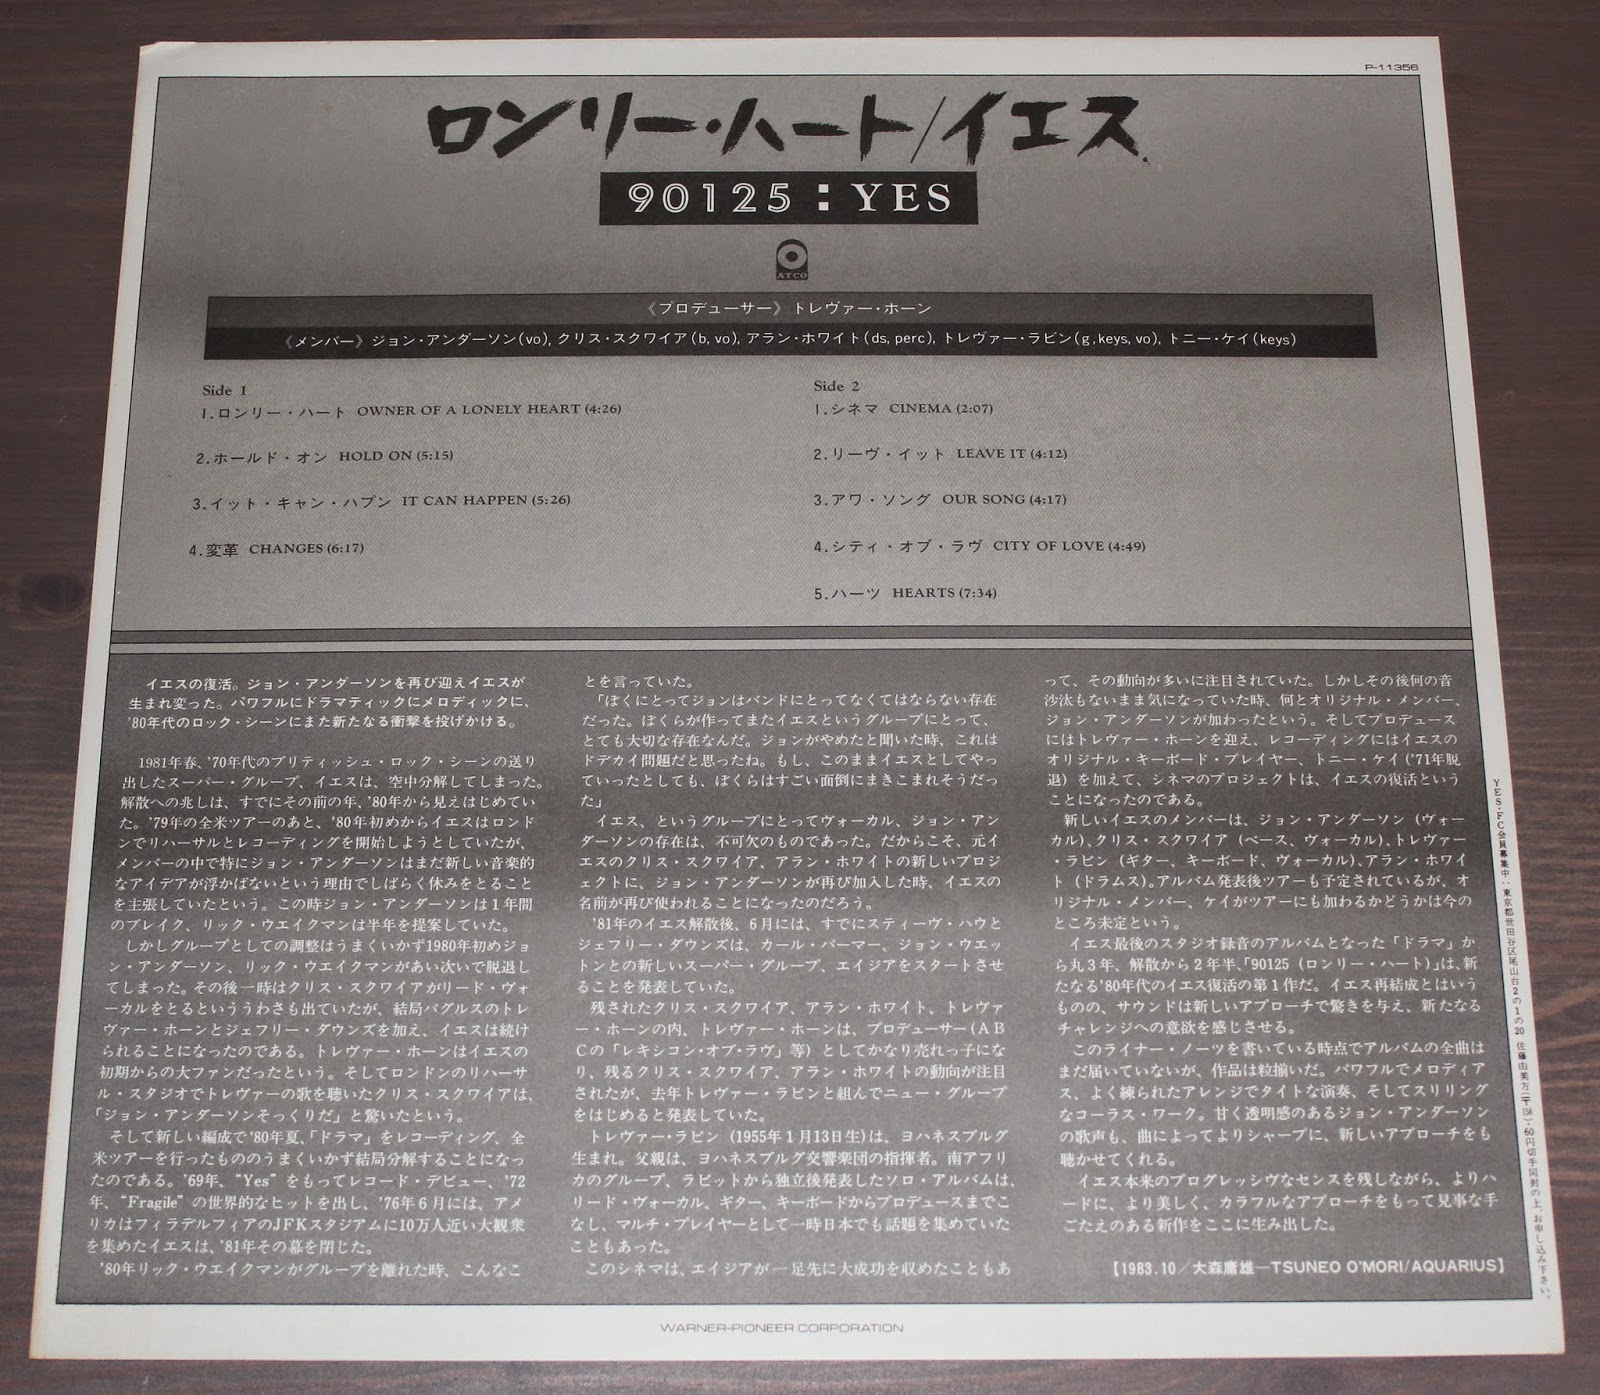 P-11356
ロンリー・ハート/イエス
90125:YES
ATCO
《プロデューサー》トレヴァー・ホーン
《メンバー》ジョン・アンダーソン(vo), クリス・スクワイア(b, vo), アラン・ホワイト(ds, perc), トレヴァー・ラビン(g, keys, vo), トニー・ケイ(keys)
Side 1
1.ロンリー・ハート OWNER OF A LONELY HEART (4:26)
2.ホールド・オン HOLD ON (5:15)
3.イット・キャン・ハプン IT CAN HAPPEN (5:26)
4.変革 CHANGES (6:17)
Side 2
1.シネマ CINEMA (2:07)
2.リーヴ・イット LEAVE IT (4:12)
3.アワ・ソング OUR SONG (4:17)
4.シティ・オブ・ラヴ CITY OF LOVE (4:49)
5.ハーツ HEARTS (7:34)
イエスの復活。ジョン・アンダーソンを再び迎えイエスが
生まれ変った。パワフルにドラマティックにメロディックに、
'80年代のロック・シーンにまた新たなる衝撃を投げかける。
1981年春、'70年代のブリティッシュ・ロック・シーンの送り
出したスーパー・グループ、イエスは、空中分解してしまった。
解散への兆しは、すでにその前の年、'80年から見えはじめてい
た。'79年の全米ツアーのあと、'80年初めからイエスはロンド
ンでリハーサルとレコーディングを開始しようとしていたが、
メンバーの中で特にジョン・アンダーソンはまだ新しい音楽的
なアイデアが浮かばないという理由でしばらく休みをとること
を主張していたという。この時ジョン・アンダーソンは1年間
のブレイク、リック・ウエイクマンは半年を提案していた。
しかしグループとしての調整はうまくいかず1980年初めジョ
ン・アンダーソン、リック・ウエイクマンがあい次いで脱退し
てしまった。その後一時はクリス・スクワイアがリード・ヴォ
ーカルをとるといううわさも出ていたが、結局バグルスのトレ
ヴァー・ホーンとジェフリー・ダウンズを加え、イエスは続け
られることになったのである。トレヴァー・ホーンはイエスの
初期からの大ファンだったという。そしてロンドンのリハーサ
ル・スタジオでトレヴァーの歌を聴いたクリス・スクワイアは、
「ジョン・アンダーソンそっくりだ」と驚いたという。
そして新しい編成で'80年夏、「ドラマ」をレコーディング、全
米ツアーを行ったもののうまくいかず結局分解することになっ
たのである。'69年、“Yes”をもってレコード・デビュー、'72
年、“Fragile”の世界的なヒットを出し、'76年6月には、アメ
リカはフィラデルフィアのJFKスタジアムに10万人近い大観衆
を集めたイエスは、'81年その幕を閉じた。
'80年リック・ウエイクマンがグループを離れた時、こんなこ
とを言っていた。
「ぼくにとってジョンはバンドにとってなくてはならない存在
だった。ぼくらが作ってまたイエスというグループにとって、
とても大切な存在なんだ。ジョンがやめたと聞いた時、これは
ドデカイ問題だと思ったね。もし、このままイエスとしてやっ
ていったとしても、ぼくらはすごい面倒にまきこまれそうだっ
た」
イエス、というグループにとってヴォーカル、ジョン・アン
ダーソンの存在は、不可欠のものであった。だからこそ、元イ
エスのクリス・スクワイア、アラン・ホワイトの新しいプロジ
ェクトに、ジョン・アンダーソンが再び加入した時、イエスの
名前が再び使われることになったのだろう。
'81年のイエス解散後、6月には、すでにスティーヴ・ハウと
ジェフリー・ダウンズは、カール・パーマー、ジョン・ウエッ
トンとの新しいスーパー・グループ、エイジアをスタートさせ
ることを発表していた。
残されたクリス・スクワイア、アラン・ホワイト、トレヴァ
ー・ホーンの内、トレヴァー・ホーンは、プロデューサー(AB
Cの「レキシコン・オブ・ラヴ」等)としてかなり売れっ子にな
り、残るクリス・スクワイア、アラン・ホワイトの動向が注目
されたが、去年トレヴァー・ラビンと組んでニュー・グループ
をはじめると発表していた。
トレヴァー・ラビン(1955年1月13日生)は、ヨハネスブルグ
生まれ。父親は、ヨハネスブルグ交響楽団の指揮者。南アフリ
カのグループ、ラビットから独立後発表したソロ・アルバムは、
リード・ヴォーカル、ギター、キーボードからプロデュースまでこ
なし、マルチ・プレイヤーとして一時日本でも話題を集めていた
こともあった。
このシネマは、エイジアが一足先に大成功を収めたこともあ
って、その動向が多いに注目されていた。しかしその後何の音
沙汰もないまま気になっていた時、何とオリジナル・メンバー、
ジョン・アンダーソンが加わったという。そしてプロデュース
にはトレヴァー・ホーンを迎え、レコーディングにはイエスの
オリジナル・キーボード・プレイヤー、トニー・ケイ('71年脱
退)を加えて、シネマのプロジェクトは、イエスの復活という
ことになったのである。
新しいイエスのメンバーは、ジョン・アンダーソン(ヴォー
カル)、クリス・スクワイア(ベース、ヴォーカル)、トレヴァー
・ラビン(ギター、キーボード、ヴォーカル)、アラン・ホワイ
ト(ドラムス)。アルバム発表後ツアーも予定されているが、オ
リジナル・メンバー、ケイがツアーにも加わるかどうかは今の
ところ未定という。
イエス最後のスタジオ録音のアルバムとなった「ドラマ」か
ら丸3年、解散から2年半、「90125(ロンリー・ハート)」は、新
たなる'80年代のイエス復活の第1作だ。イエス再結成とはいう
ものの、サウンドは新しいアプローチで驚きを与え、新たなる
チャレンジへの意欲を感じさせる。
このライナー・ノーツを書いている時点でアルバムの全曲は
まだ届いていないが、作品は粒揃いだ。パワフルでメロディア
ス、よく練られたアレンジでタイトな演奏、そしてスリリング
なコーラス・ワーク。甘く透明感のあるジョン・アンダーソン
の歌声も、曲によってよりシャープに、新しいアプローチをも
聴かせてくれる。
イエス本来のプログレッシヴなセンスを残しながら、よりハ
ードに、より美しく、カラフルなアプローチをもって見事な手
ごたえのある新作をここに生み出した。
【1983.10／大森庸雄—TSUNEO O'MORI/AQUARIUS】
YES・FC会員募集中:東京都世田谷区尾山台2の1の20 佐藤由美方(〒158)・60円切手同封の上、お申し込み下さい。
WARNER-PIONEER CORPORATION